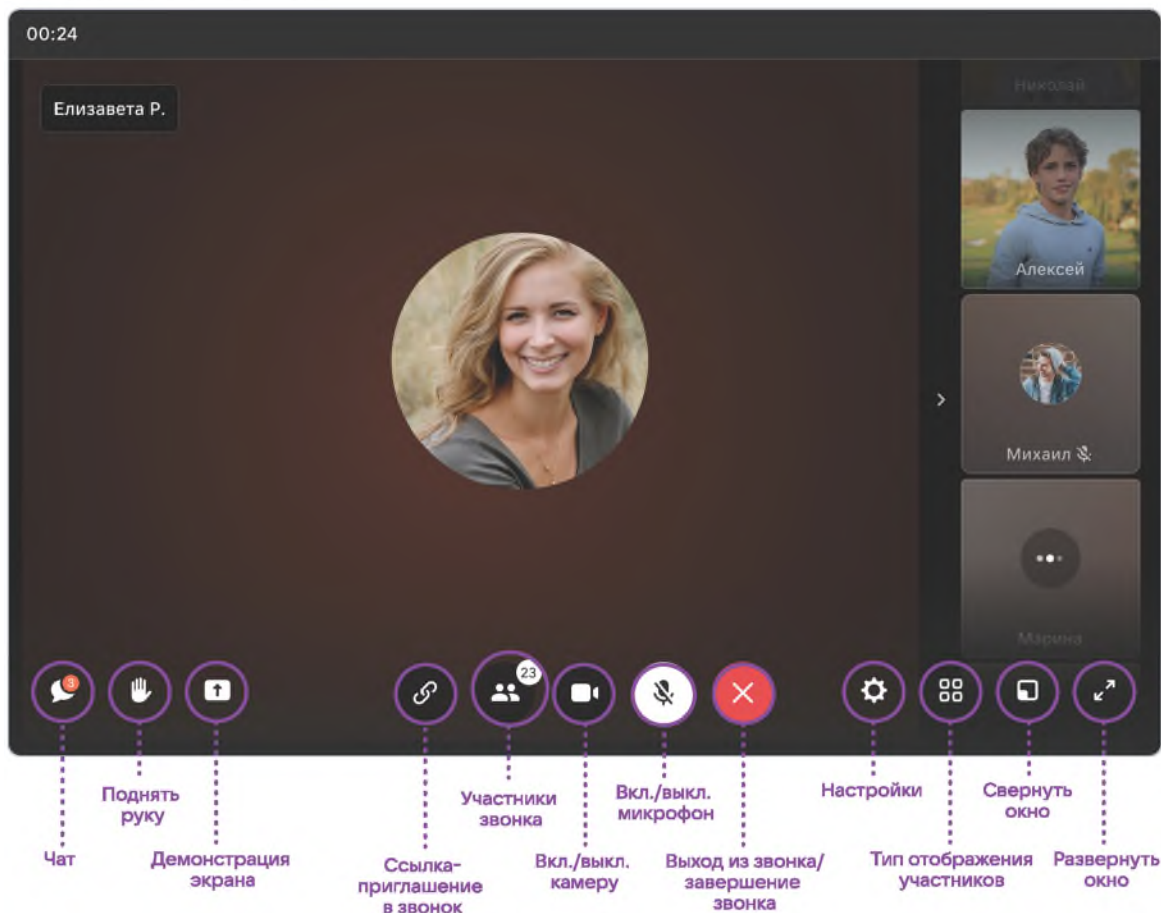 00:24
Елизавета Р.
Николай
Алексей
Михаил
Марина
3
23
Поднять
руку
Участники
звонка
Вкл./выкл.
микрофон
Настройки
Свернуть
окно
Чат
Демонстрация
экрана
Ссылка-
приглашение
в звонок
Вкл./выкл.
камеру
Выход из звонка/
завершение
звонка
Тип отображения
участников
Развернуть
окно